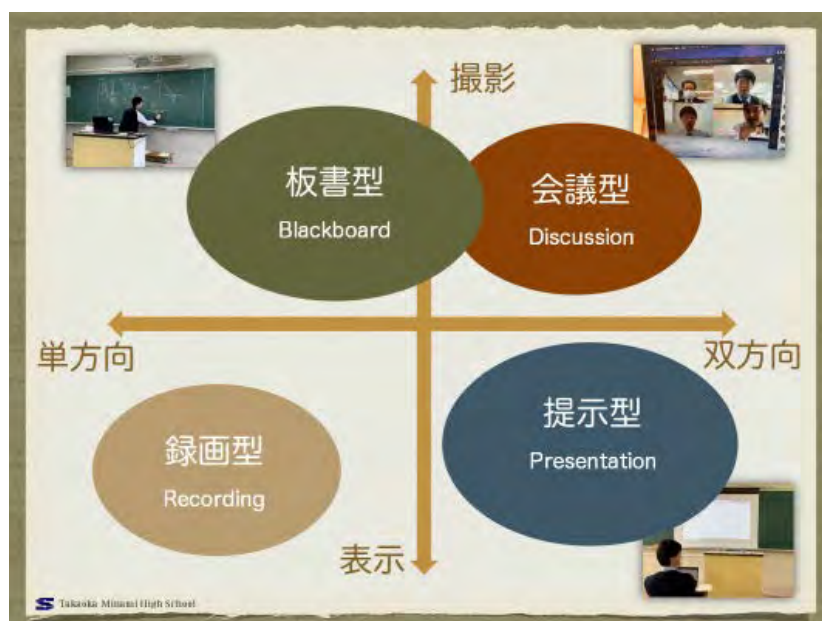 撮影
板書型
Blackboard
会議型
Discussion
単方向
双方向
録画型
Recording
提示型
Presentation
表示
Takaoka Minami High School